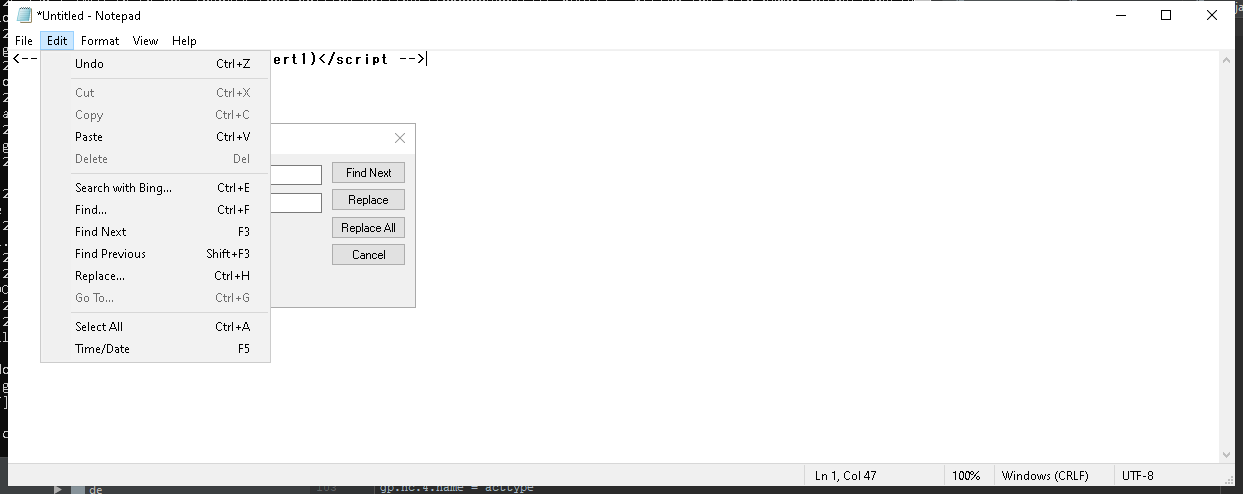 *Untitled - Notepad
File Edit Format View Help
<-- ert1)</script -->
Undo Ctrl+Z
Cut Ctrl+X
Copy Ctrl+C
Paste Ctrl+V
Delete Del
Search with Bing... Ctrl+E
Find... Ctrl+F
Find Next F3
Find Previous Shift+F3
Replace... Ctrl+H
Go To... Ctrl+G
Select All Ctrl+A
Time/Date F5
Find Next
Replace
Replace All
Cancel
Ln 1, Col 47 100% Windows (CRLF) UTF-8
de gp.nc.4.name = acctype